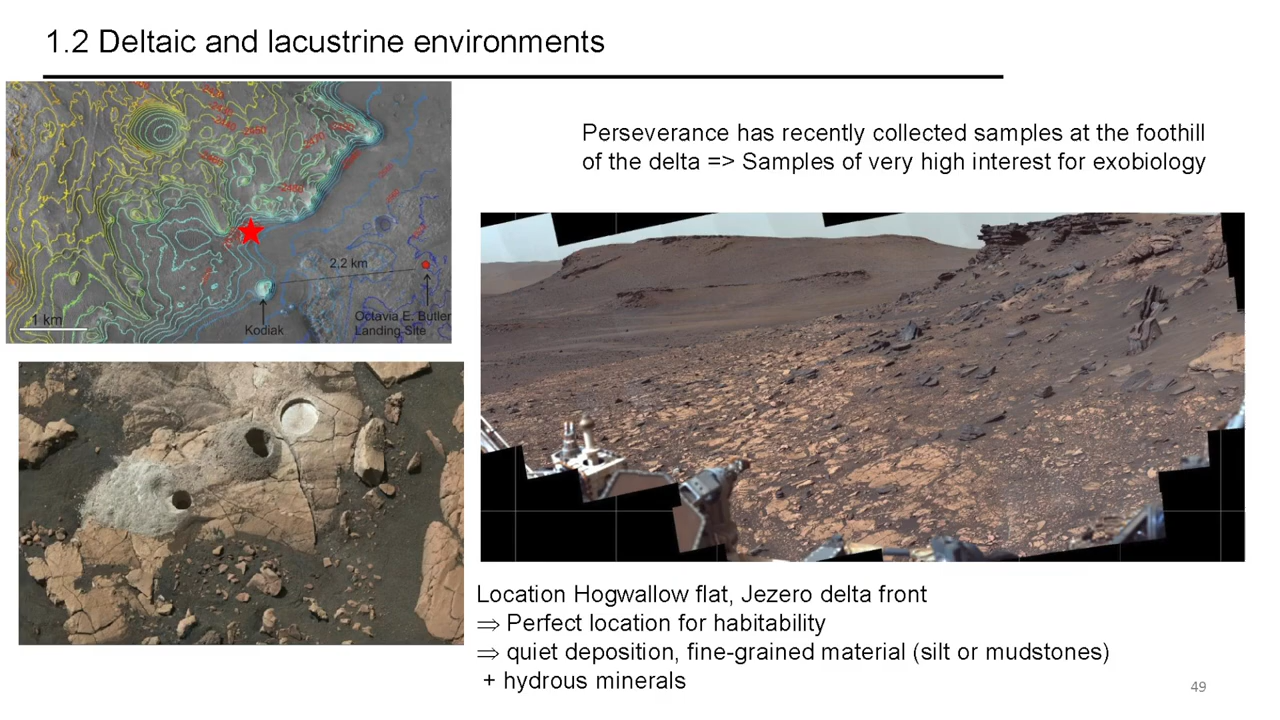 1.2 Deltaic and lacustrine environments
Perseverance has recently collected samples at the foothill
of the delta => Samples of very high interest for exobiology
2,2 km
1 km
Kodiak
Octavia E. Butler
Landing Site
Location Hogwallow flat, Jezero delta front
⇒ Perfect location for habitability
⇒ quiet deposition, fine-grained material (silt or mudstones)
+ hydrous minerals
49